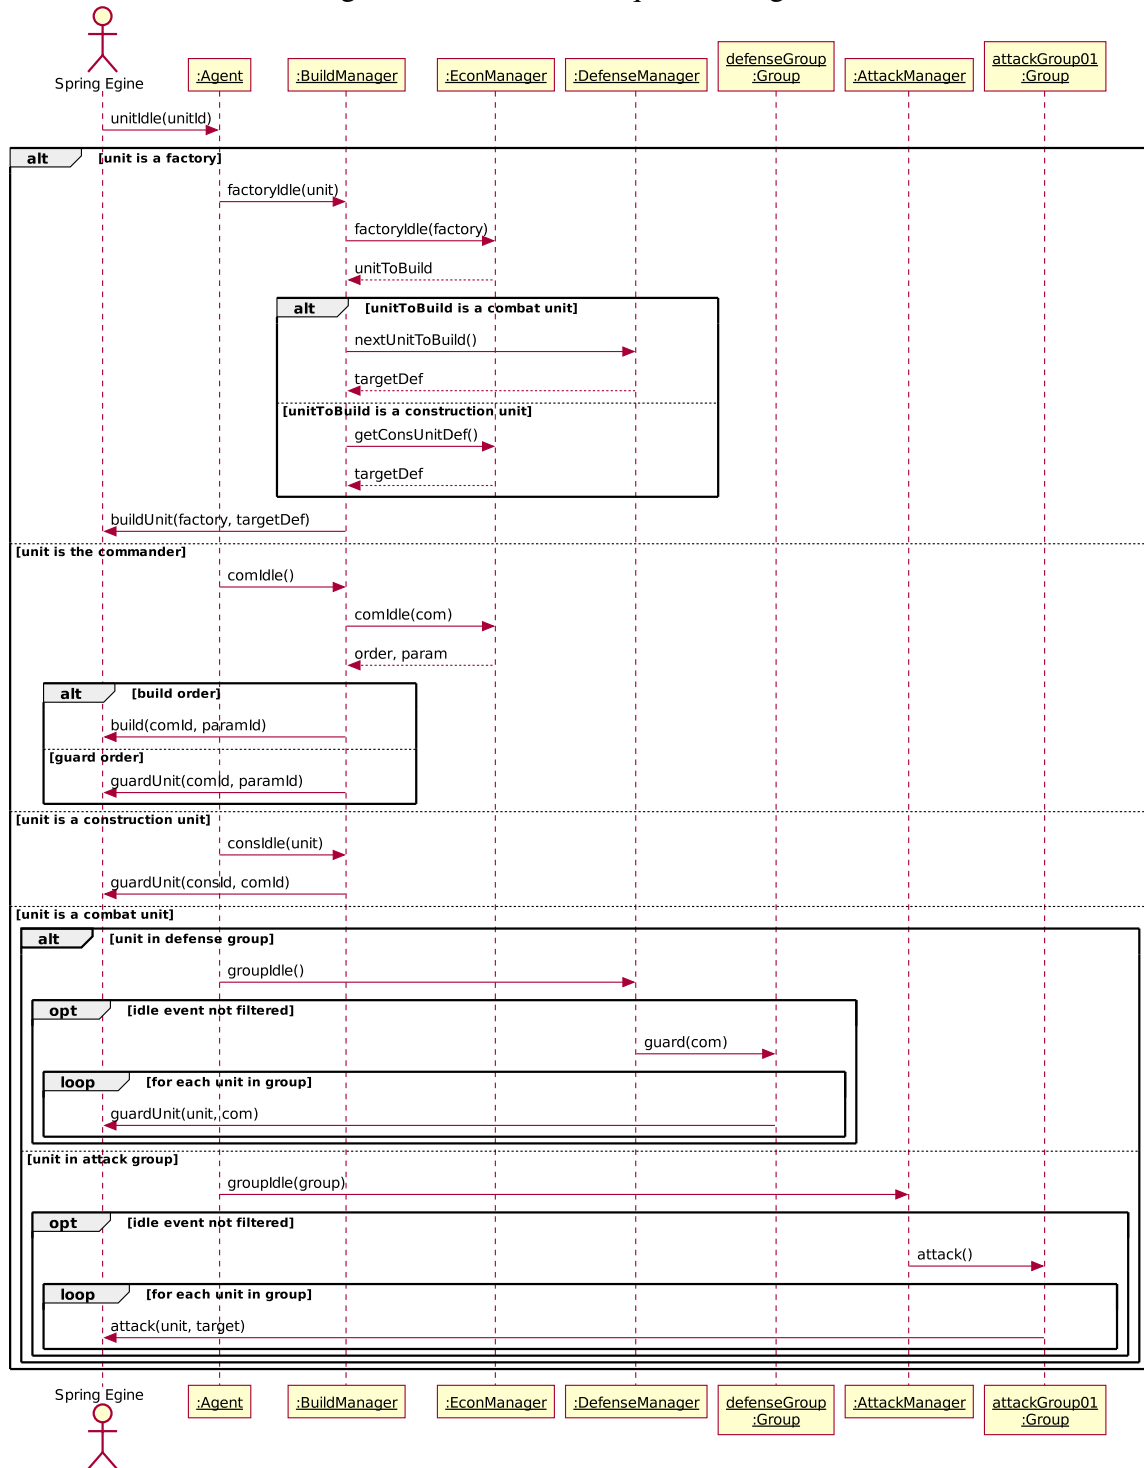 Spring Egine
:Agent
:BuildManager
:EconManager
:DefenseManager
defenseGroup
:Group
:AttackManager
attackGroup01
:Group
unitIdle(unitId)
alt
[unit is a factory]
factoryIdle(unit)
factoryIdle(factory)
unitToBuild
alt
[unitToBuild is a combat unit]
nextUnitToBuild()
targetDef
[unitToBuild is a construction unit]
getConsUnitDef()
targetDef
buildUnit(factory, targetDef)
[unit is the commander]
comIdle()
comIdle(com)
order, param
alt
[build order]
build(comId, paramId)
[guard order]
guardUnit(comId, paramId)
[unit is a construction unit]
consIdle(unit)
guardUnit(consId, comId)
[unit is a combat unit]
alt
[unit in defense group]
groupIdle()
opt
[idle event not filtered]
guard(com)
loop
[for each unit in group]
guardUnit(unit, com)
[unit in attack group]
groupIdle(group)
opt
[idle event not filtered]
attack()
loop
[for each unit in group]
attack(unit, target)
Spring Egine
:Agent
:BuildManager
:EconManager
:DefenseManager
defenseGroup
:Group
:AttackManager
attackGroup01
:Group